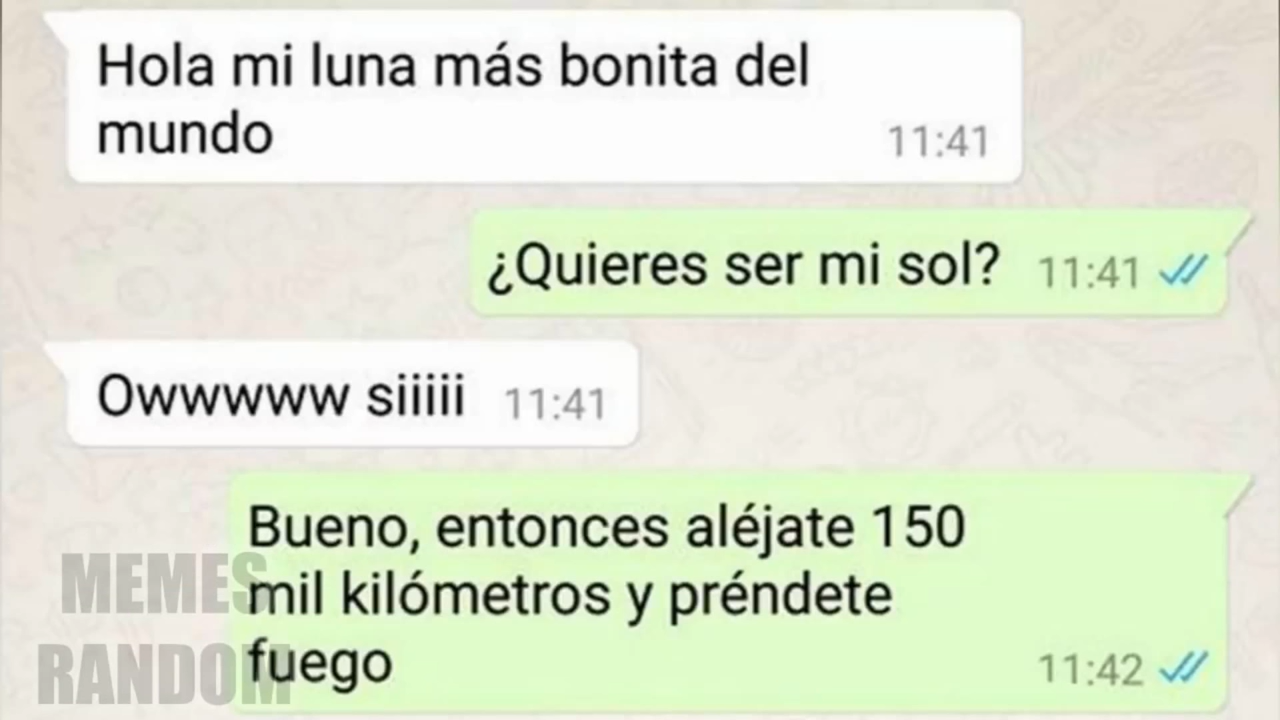 Hola mi luna más bonita del
mundo
11:41
¿Quieres ser mi sol? 11:41
Owwwww siiiii 11:41
Bueno, entonces aléjate 150
mil kilómetros y préndete
fuego
11:42
MEMES
RANDOM